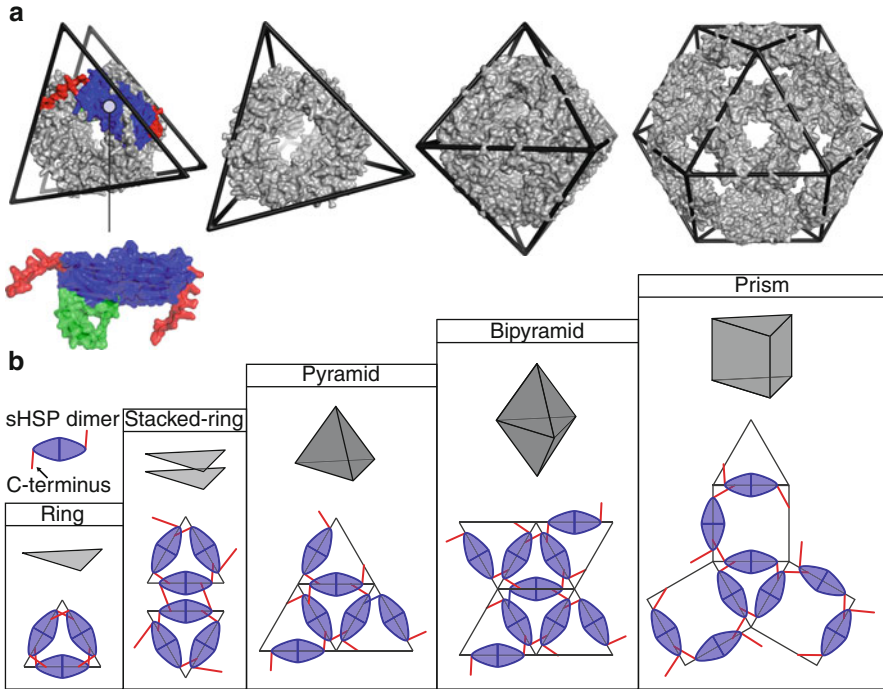 a
b
sHSP dimer
C-terminus
Ring
Stacked-ring
Pyramid
Bipyramid
Prism